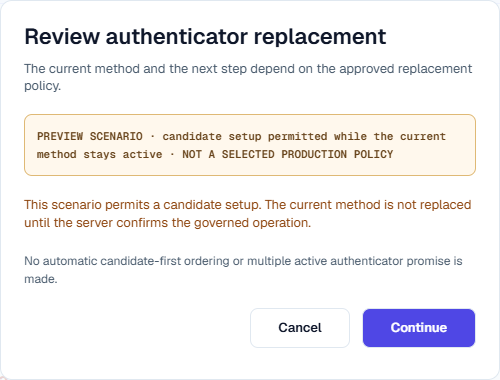 Review authenticator replacement
The current method and the next step depend on the approved replacement
policy.
PREVIEW SCENARIO · candidate setup permitted while the current
method stays active · NOT A SELECTED PRODUCTION POLICY
This scenario permits a candidate setup. The current method is not replaced
until the server confirms the governed operation.
No automatic candidate-first ordering or multiple active authenticator promise is
made.
Cancel
Continue